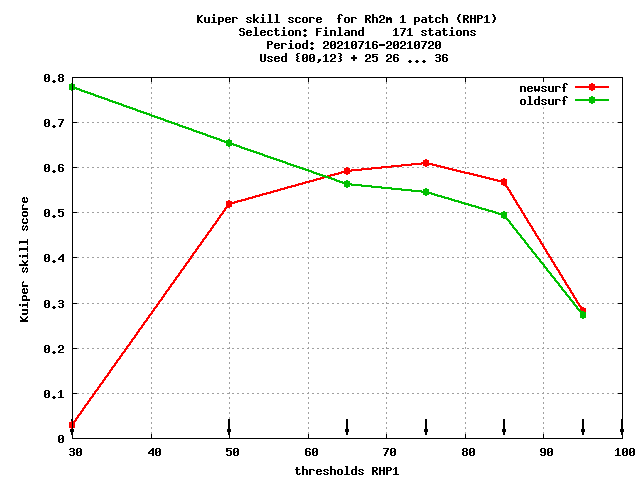 Kuiper skill score  for Rh2m 1 patch (RHP1)
Selection: Finland    171 stations
Period: 20210716-20210720
Used {00,12} + 25 26 ... 36
newsurf
oldsurf
0.8
0.7
0.6
0.5
0.4
0.3
0.2
0.1
0
Kuiper skill score
30 40 50 60 70 80 90 100
thresholds RHP1